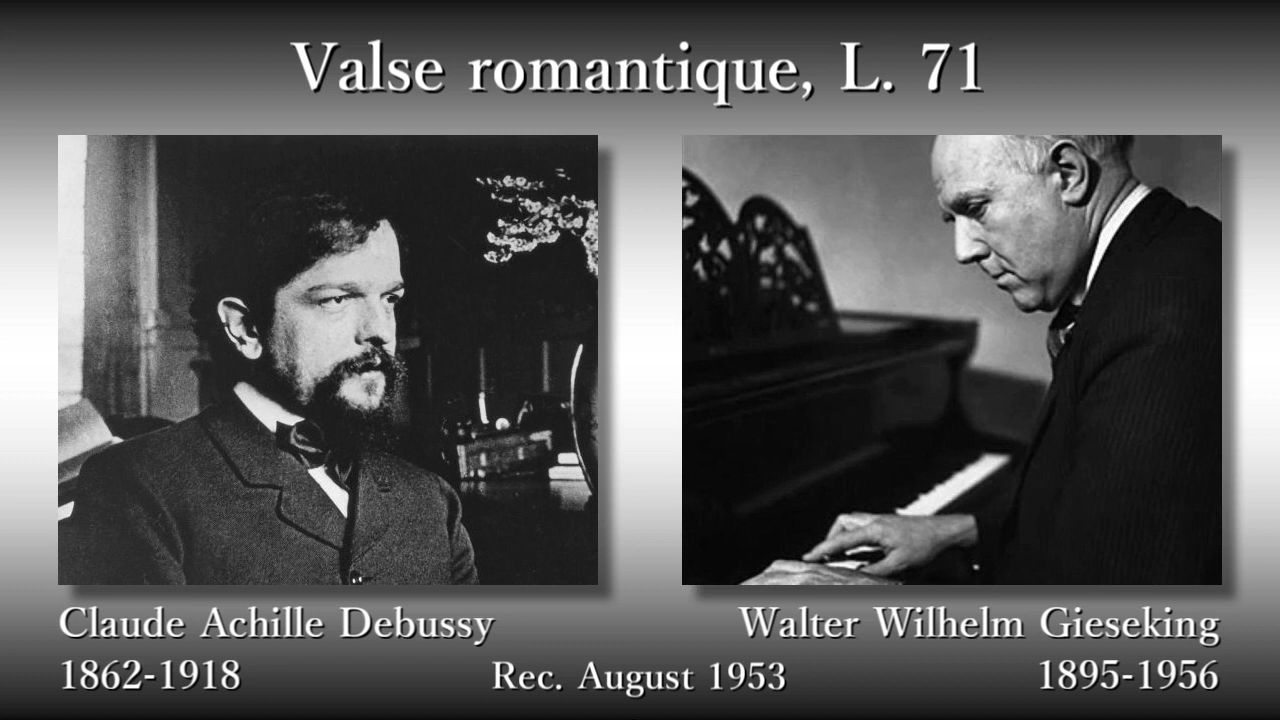 Valse romantique, L. 71
Claude Achille Debussy
1862-1918
Walter Wilhelm Gieseking
1895-1956
Rec. August 1953